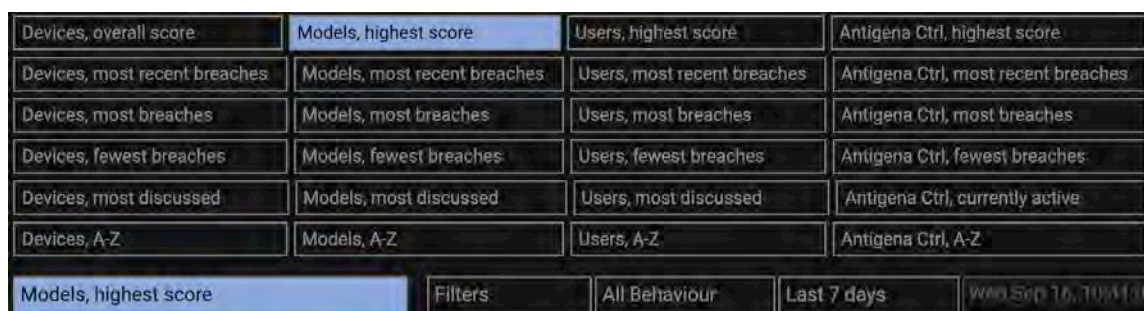 Devices, overall score Models, highest score Users, highest score Antigena Ctrl, highest score
Devices, most recent breaches Models, most recent breaches Users, most recent breaches Antigena Ctrl, most recent breaches
Devices, most breaches Models, most breaches Users, most breaches Antigena Ctrl, most breaches
Devices, fewest breaches Models, fewest breaches Users, fewest breaches Antigena Ctrl, fewest breaches
Devices, most discussed Models, most discussed Users, most discussed Antigena Ctrl, currently active
Devices, A-Z Models, A-Z Users, A-Z Antigena Ctrl, A-Z
Models, highest score Filters All Behaviour Last 7 days Wed Sep 16,